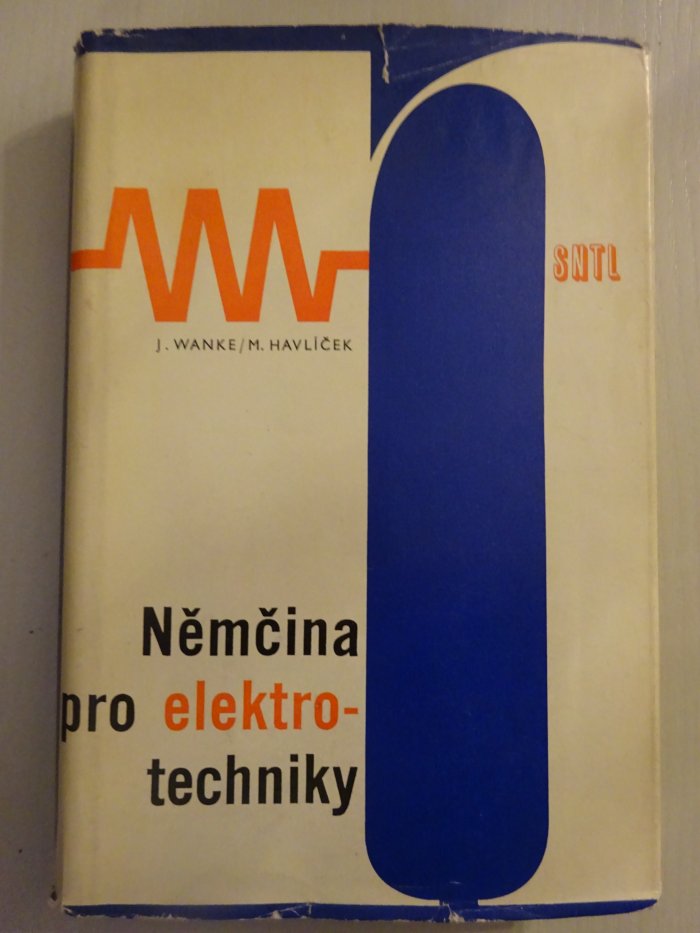 SNTL
J. WANKE/M. HAVLÍČEK
Němčina
pro elektro-
techniky